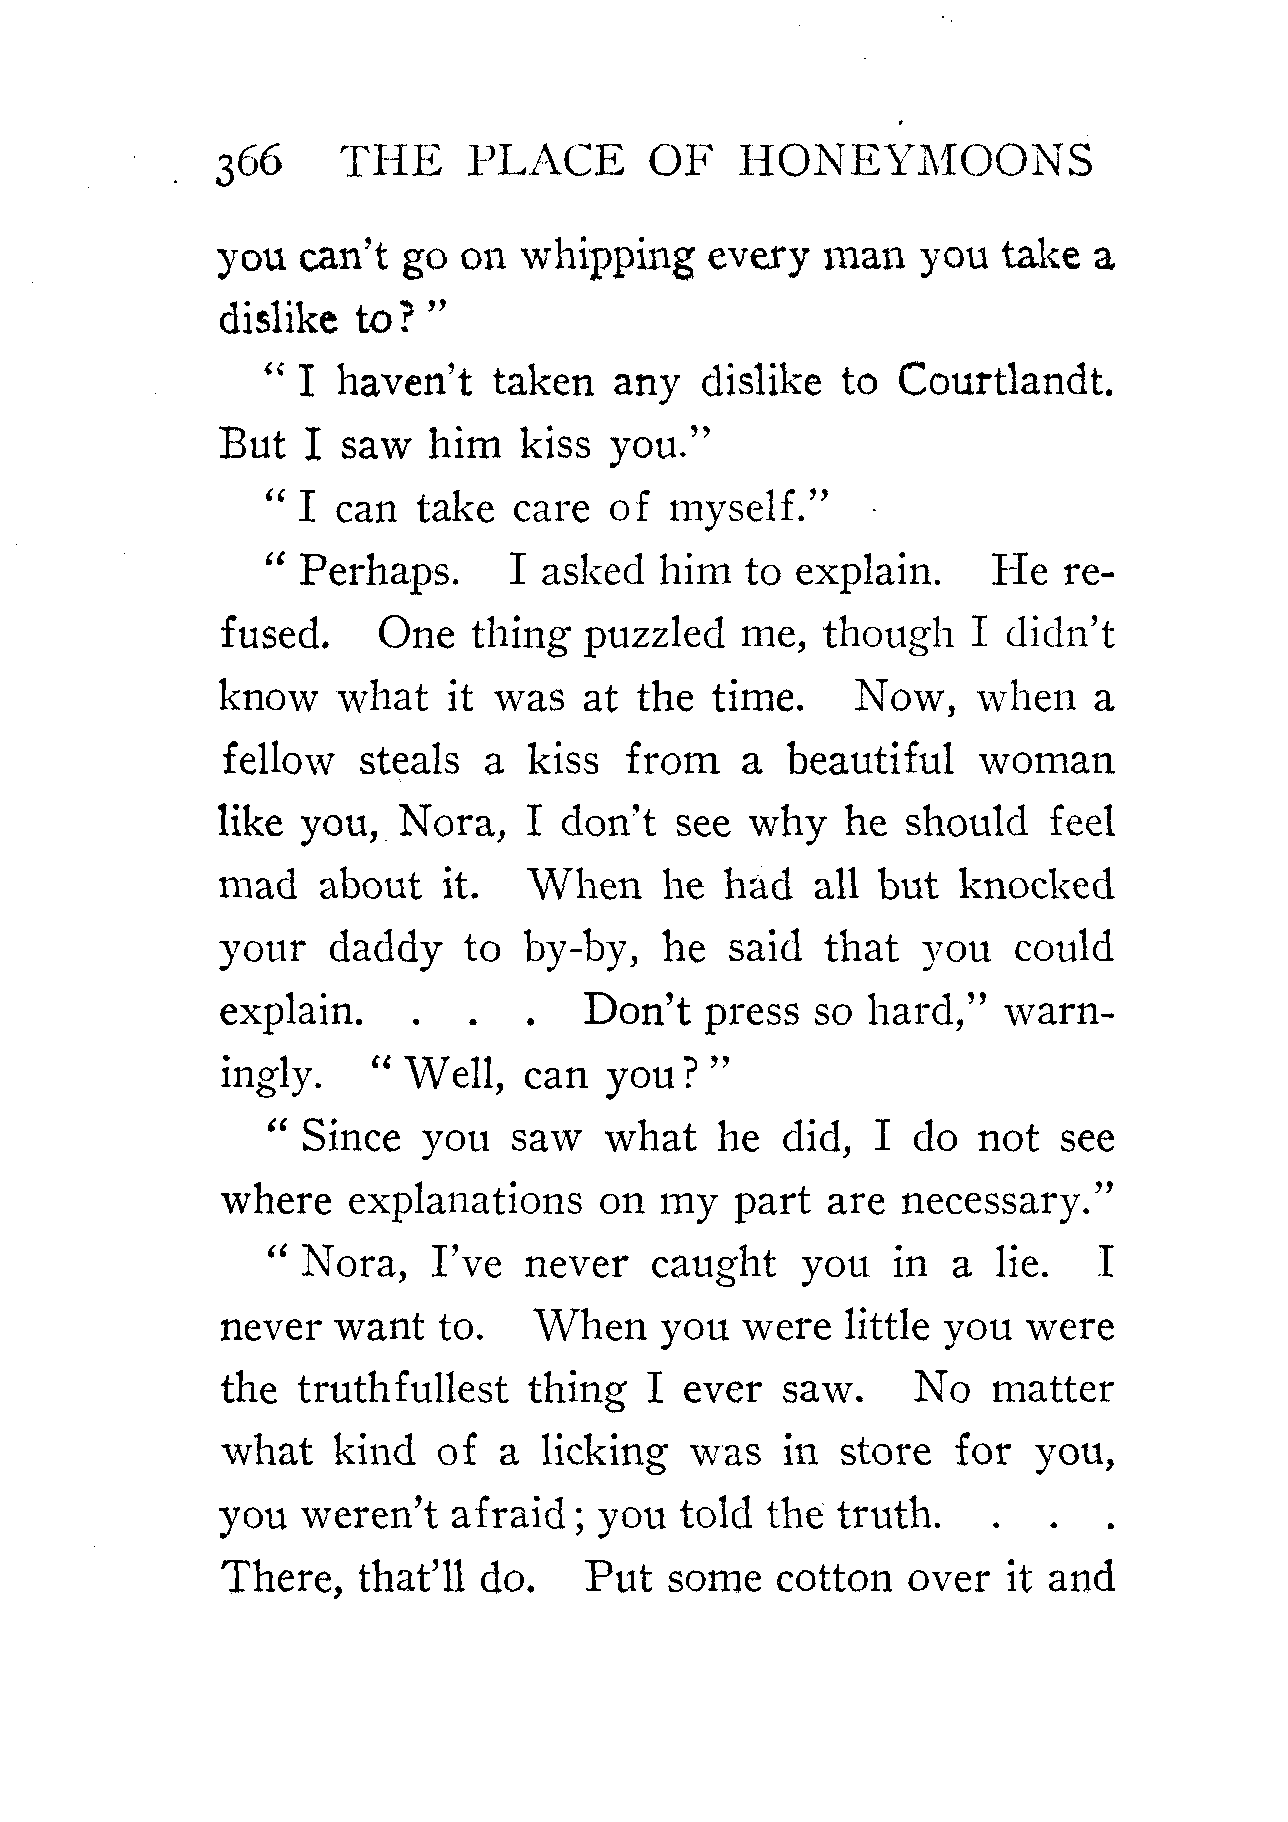 366 THE PLACE OF HONEYMOONS
you can't go on whipping every man you take a
dislike to? "
" I haven't taken any dislike to Courtlandt.
But I saw him kiss you."
" I can take care of myself."
" Perhaps. I asked him to explain. He re-
fused. One thing puzzled me, though I didn't
know what it was at the time. Now, when a
fellow steals a kiss from a beautiful woman
like you, Nora, I don't see why he should feel
mad about it. When he had all but knocked
your daddy to by-by, he said that you could
explain. . . . Don't press so hard," warn-
ingly. " Well, can you? "
" Since you saw what he did, I do not see
where explanations on my part are necessary."
" Nora, I've never caught you in a lie. I
never want to. When you were little you were
the truthfullest thing I ever saw. No matter
what kind of a licking was in store for you,
you weren't afraid; you told the truth. . . .
There, that'll do. Put some cotton over it and